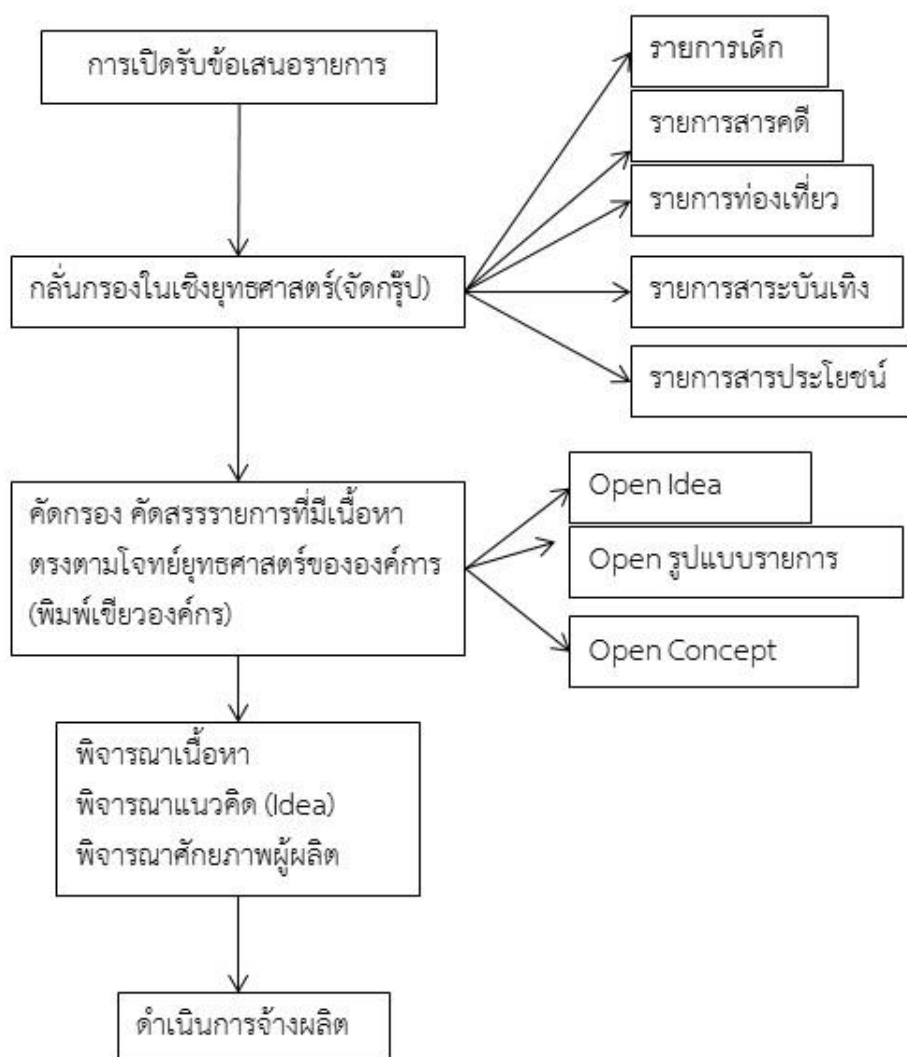 การเปิดรับข้อเสนอรายการ
รายการเด็ก
รายการสารคดี
รายการท่องเที่ยว
กลั่นกรองในเชิงยุทธศาสตร์(จัดกรุ๊ป)
รายการสาระบันเทิง
รายการสารประโยชน์
คัดกรอง คัดสรรรายการที่มีเนื้อหา
ตรงตามโจทย์ยุทธศาสตร์ขององค์การ
(พิมพ์เขียวองค์กร)
Open Idea
Open รูปแบบรายการ
Open Concept
พิจารณาเนื้อหา
พิจารณาแนวคิด (Idea)
พิจารณาศักยภาพผู้ผลิต
ดำเนินการจ้างผลิต